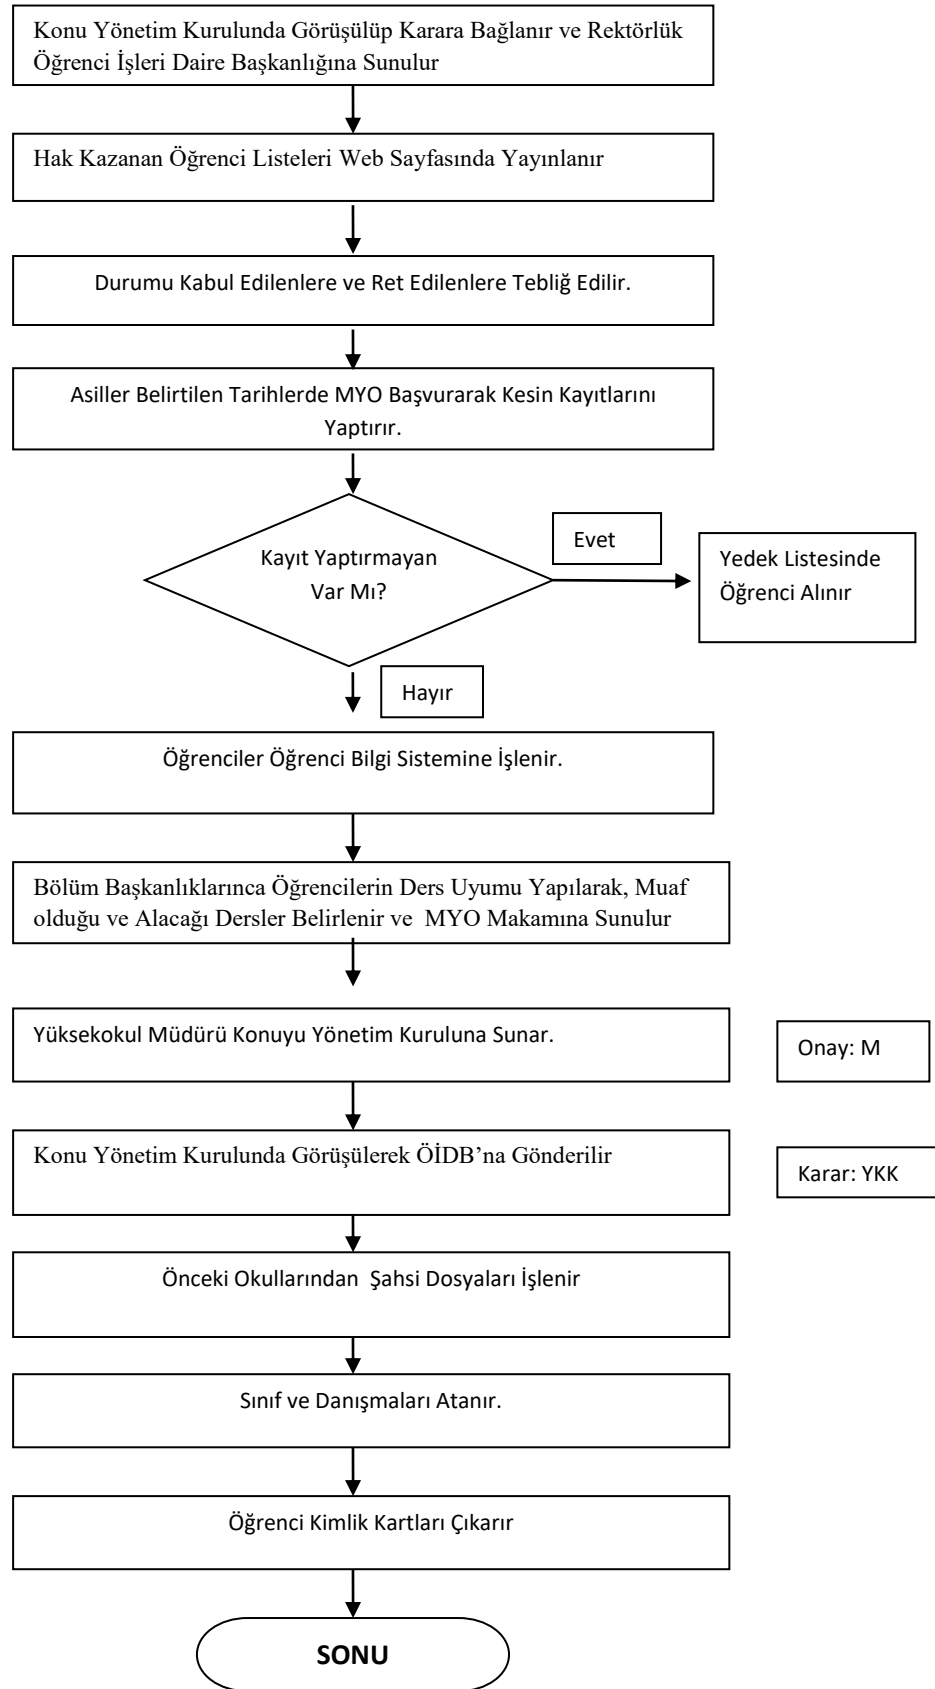 Konu Yönetim Kurulunda Görüşülüp Karara Bağlanır ve Rektörlük
Öğrenci İşleri Daire Başkanlığına Sunulur
Hak Kazanan Öğrenci Listeleri Web Sayfasında Yayınlanır
Durumu Kabul Edilenlere ve Ret Edilenlere Tebliğ Edilir.
Asiller Belirtilen Tarihlerde MYO Başvurarak Kesin Kayıtlarını
Yaptırır.
Kayıt Yaptırmayan
Var Mı?
Evet
Yedek Listesinde
Öğrenci Alınır
Hayır
Öğrenciler Öğrenci Bilgi Sistemine İşlenir.
Bölüm Başkanlıklarınca Öğrencilerin Ders Uyumu Yapılarak, Muaf
olduğu ve Alacağı Dersler Belirlenir ve  MYO Makamına Sunulur
Yüksekokul Müdürü Konuyu Yönetim Kuruluna Sunar.
Onay: M
Konu Yönetim Kurulunda Görüşülerek ÖİDB’na Gönderilir
Karar: YKK
Önceki Okullarından  Şahsi Dosyaları İşlenir
Sınıf ve Danışmaları Atanır.
Öğrenci Kimlik Kartları Çıkarır
SONU